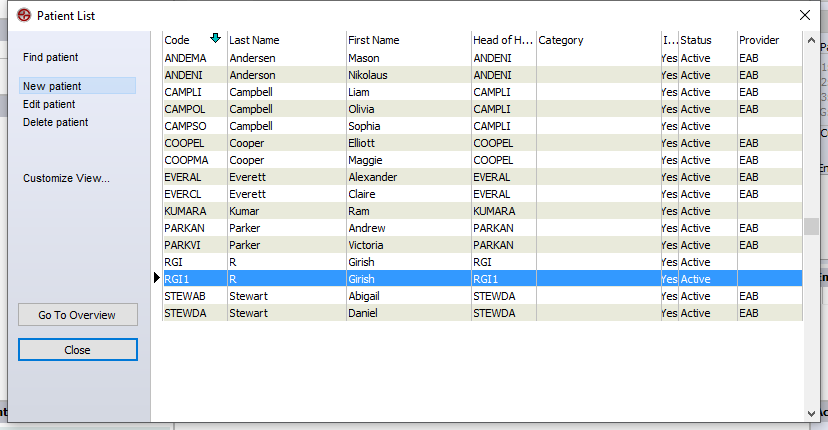 Patient List
Find patient
New patient
Edit patient
Delete patient
Customize View...
Go To Overview
Close
Code Last Name First Name Head of H... Category I... Status Provider
ANDEMA Andersen Mason ANDENI Yes Active EAB
ANDENI Anderson Nikolaus ANDENI Yes Active EAB
CAMPLI Campbell Liam CAMPLI Yes Active EAB
CAMPOL Campbell Olivia CAMPLI Yes Active EAB
CAMPSO Campbell Sophia CAMPLI Yes Active
COOPEL Cooper Elliott COOPEL Yes Active EAB
COOPMA Cooper Maggie COOPEL Yes Active EAB
EVERAL Everett Alexander EVERAL Yes Active EAB
EVERCL Everett Claire EVERAL Yes Active EAB
KUMARA Kumar Ram KUMARA Yes Active
PARKAN Parker Andrew PARKAN Yes Active EAB
PARKVI Parker Victoria PARKAN Yes Active EAB
RGI R Girish RGI Yes Active
RGI1 R Girish RGI1 Yes Active
STEWAB Stewart Abigail STEWDA Yes Active EAB
STEWDA Stewart Daniel STEWDA Yes Active EAB